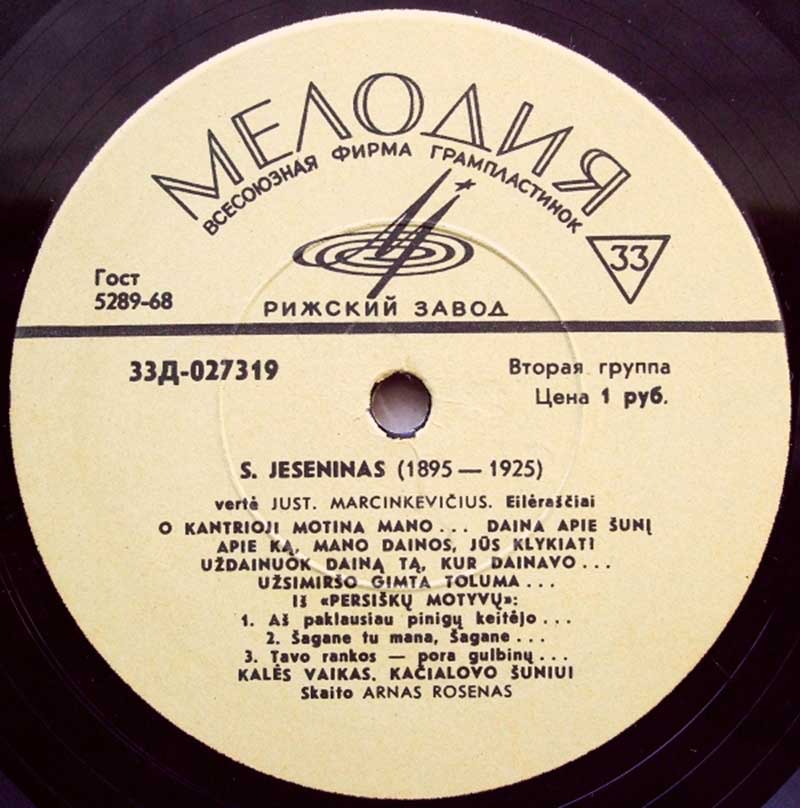 МЕЛОДИЯ
ВСЕСОЮЗНАЯ ФИРМА ГРАМПЛАСТИНОК
33
Гост
5289-68
РИЖСКИЙ ЗАВОД
33Д-027319
Вторая группа
Цена 1 руб.
S. JESENINAS (1895 — 1925)
vertė JUST. MARCINKEVIČIUS. Eilėraščiai
O KANTRIOJI MOTINA MANO... DAINA APIE ŠUNĮ
APIE KĄ, MANO DAINOS, JŪS KLYKIAT!
UŽDAINUOK DAINĄ TĄ, KUR DAINAVO...
UŽSIMIRŠO GIMTA TOLUMA...
IŠ «PERSIŠKŲ MOTYVŲ»:
1. Aš paklausiau pinigų keitėjo...
2. Šagane tu mana, Šagane...
3. Tavo rankos — pora gulbinų...
KALĖS VAIKAS. KAČIALOVO ŠUNIUI
Skaito ARNAS ROSENAS